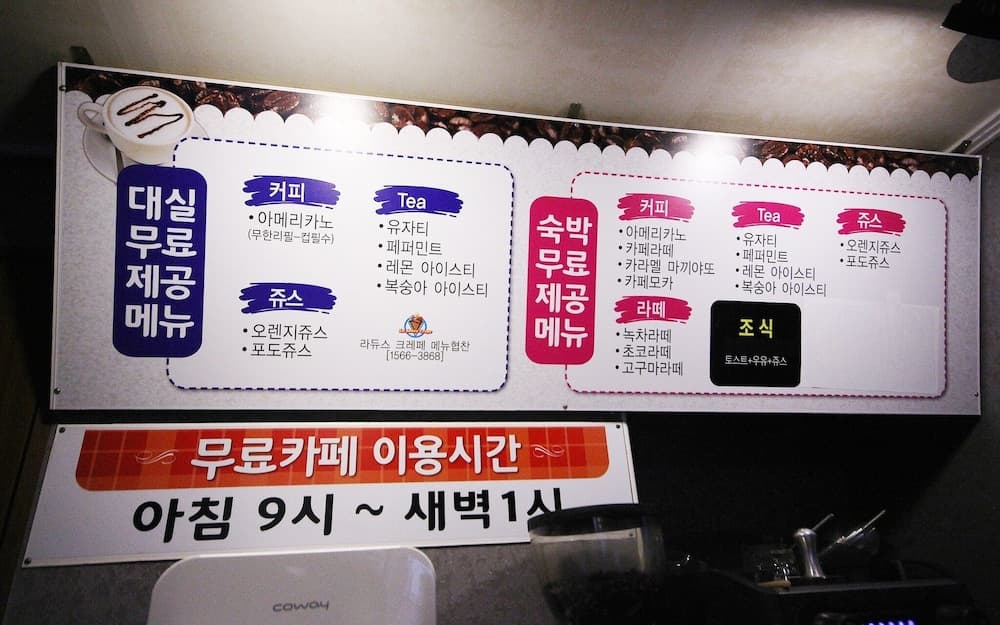 대실
무료
제공
메뉴
커피
•아메리카노
(무한리필-컵필수)
쥬스
•오렌지쥬스
•포도쥬스
Tea
•유자티
•페퍼민트
•레몬 아이스티
•복숭아 아이스티
라듀스 크레페 메뉴협찬
[1566-3868]
숙박
무료
제공
메뉴
커피
•아메리카노
•카페라떼
•카라멜 마끼야또
•카페모카
라떼
•녹차라떼
•초코라떼
•고구마라떼
Tea
•유자티
•페퍼민트
•레몬 아이스티
•복숭아 아이스티
쥬스
•오렌지쥬스
•포도쥬스
조식
토스트+우유+쥬스
무료카페 이용시간
아침 9시 ~ 새벽1시
coway